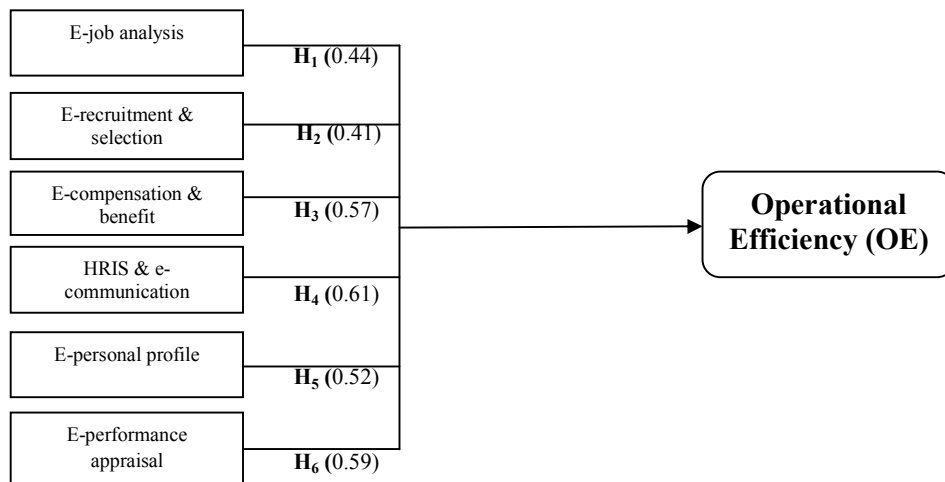 E-job analysis
H₁ (0.44)
E-recruitment &
selection
H₂ (0.41)
E-compensation &
benefit
H₃ (0.57)
HRIS & e-
communication
H₄ (0.61)
E-personal profile
H₅ (0.52)
E-performance
appraisal
H₆ (0.59)
Operational
Efficiency (OE)